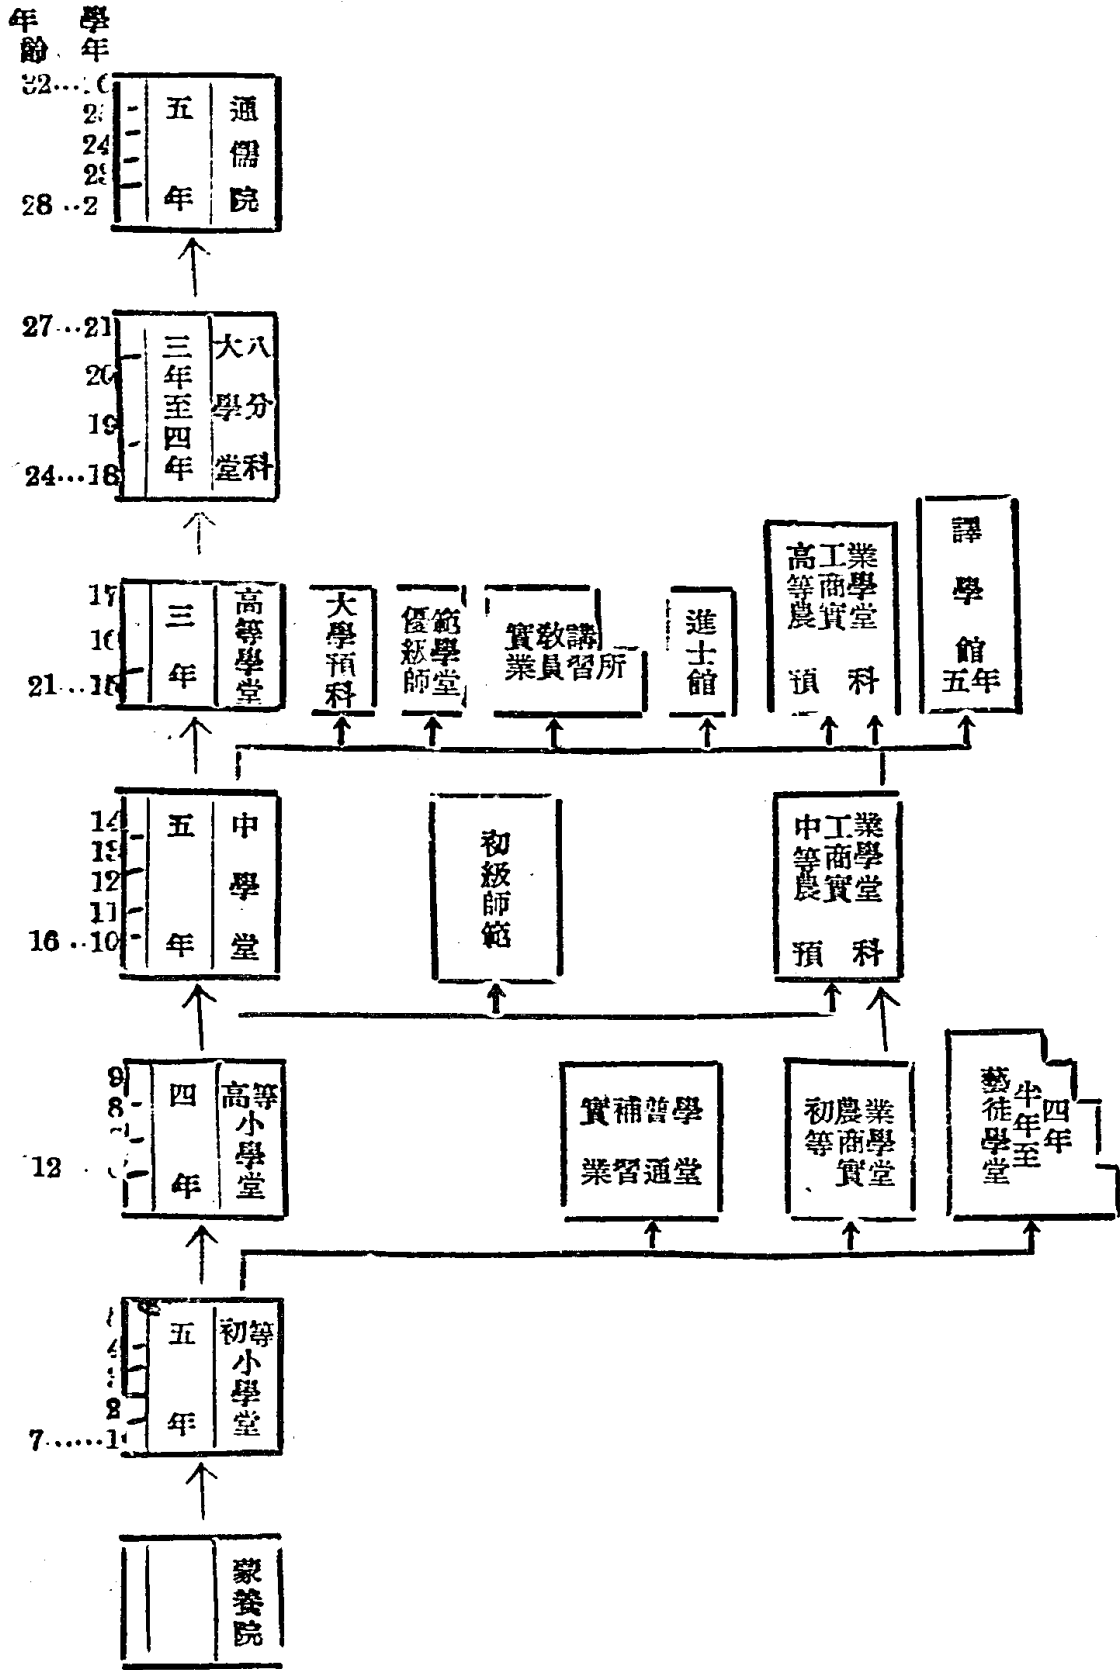 學年
年齡
通儒院
五年
24
28
八分科
大學堂
三年至四年
27 21
20
19
24 18
高等學堂
三年
17
21
大學預科
優級師範學堂
實業教員講習所
進士館
高等農工商實業學堂
預科
譯學館
五年
中學堂
五年
12
11
16 10
初級師範
中等農工商實業學堂
預科
高等小學堂
四年
9
8
12
實業補習普通學堂
初等農商實業學堂
藝徒學堂
半年至四年
初等小學堂
五年
4
2
7 1
蒙養院